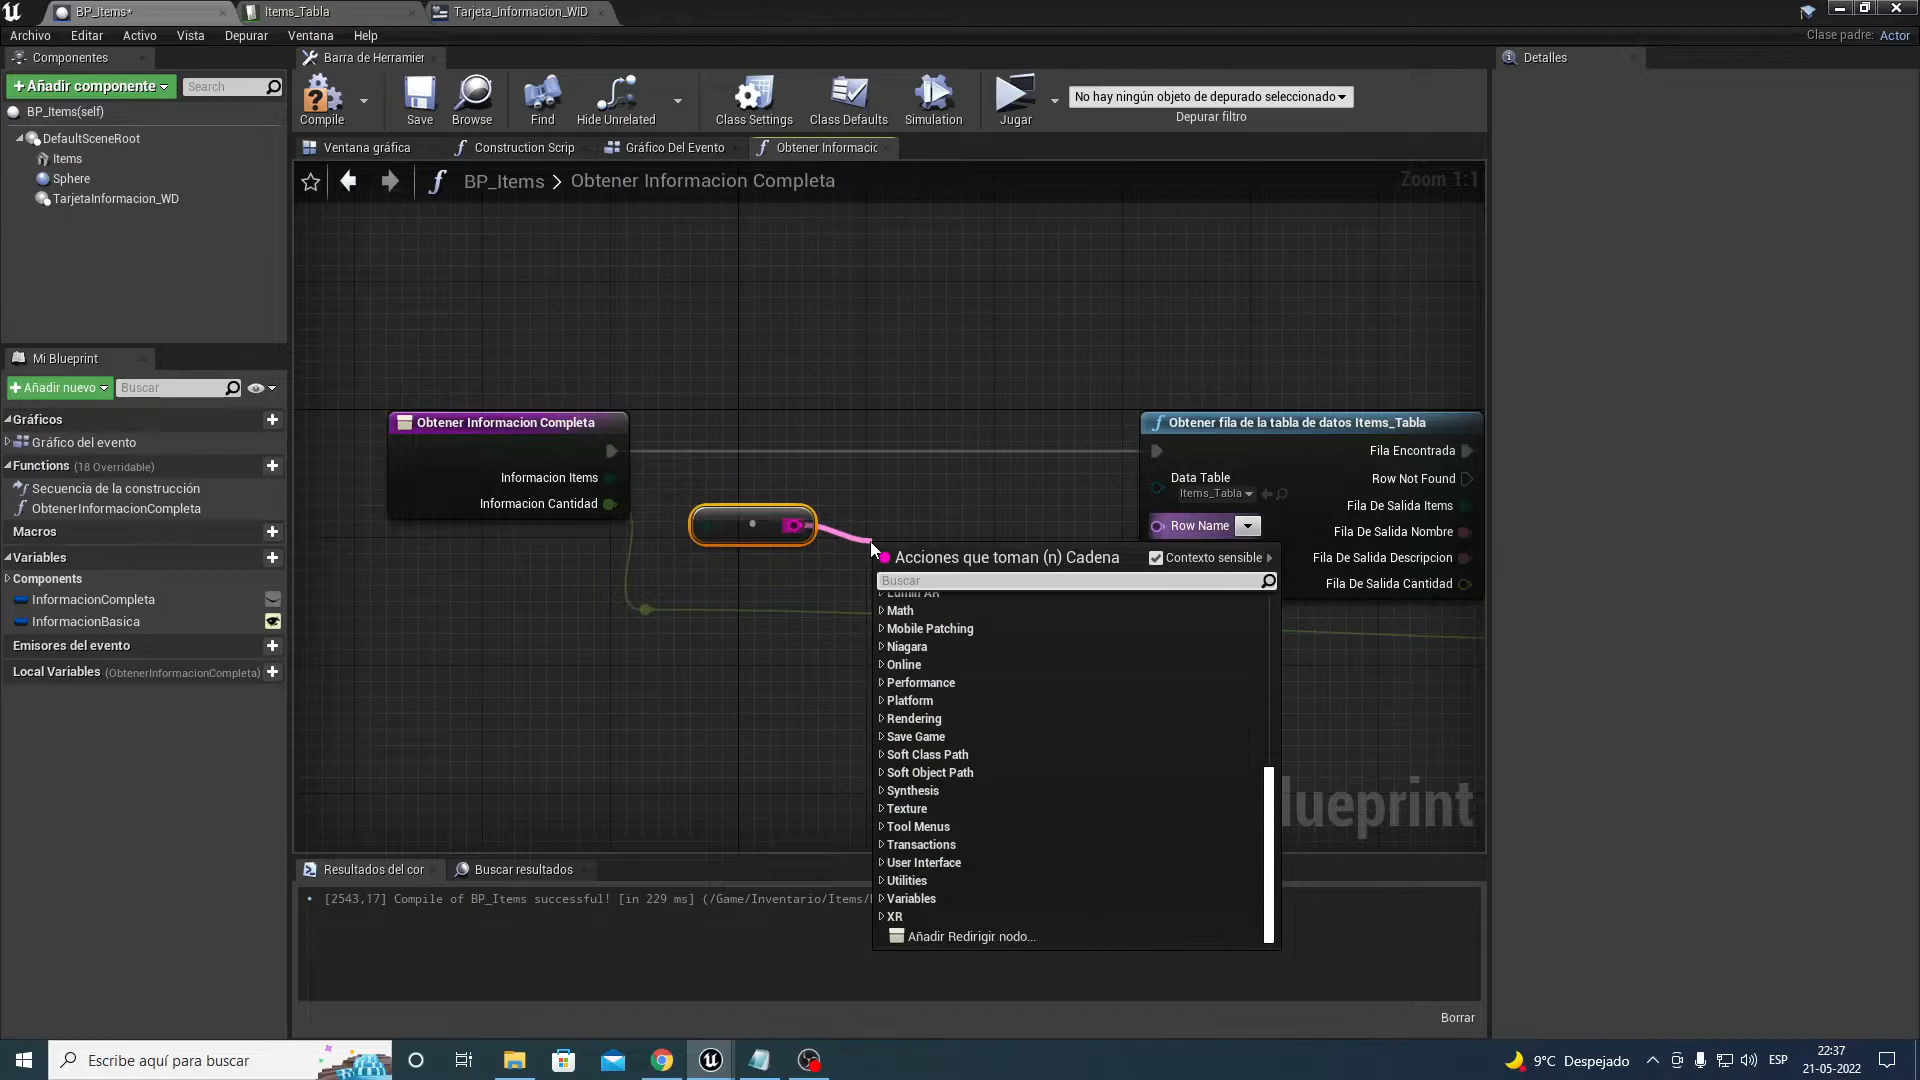 BP_Items*
Items_Tabla
Tarjeta_Informacion_WID
Archivo
Editar
Activo
Vista
Depurar
Ventana
Help
Clase padre: Actor
Componentes
Añadir componente
Search
BP_Items(self)
DefaultSceneRoot
Items
Sphere
TarjetaInformacion_WD
Barra de Herramier
Compile
Save
Browse
Find
Hide Unrelated
Class Settings
Class Defaults
Simulation
Jugar
No hay ningún objeto de depurado seleccionado
Depurar filtro
Detalles
Ventana gráfica
Construction Scrip
Gráfico Del Evento
Obtener Informacic
BP_Items > Obtener Informacion Completa
Zoom 1:1
Mi Blueprint
Añadir nuevo
Buscar
Gráficos
Gráfico del evento
Functions (18 Overridable)
Secuencia de la construcción
ObtenerInformacionCompleta
Macros
Variables
Components
InformacionCompleta
InformacionBasica
Emisores del evento
Local Variables (ObtenerInformacionCompleta)
Obtener Informacion Completa
Informacion Items
Informacion Cantidad
Obtener fila de la tabla de datos Items_Tabla
Fila Encontrada
Data Table
Items_Tabla
Row Not Found
Fila De Salida Items
Row Name
Fila De Salida Nombre
Fila De Salida Descripcion
Fila De Salida Cantidad
Acciones que toman (n) Cadena
Contexto sensible
Buscar
Lumin AR
Math
Mobile Patching
Niagara
Online
Performance
Platform
Rendering
Save Game
Soft Class Path
Soft Object Path
Synthesis
Texture
Tool Menus
Transactions
User Interface
Utilities
Variables
XR
Añadir Redirigir nodo...
lueprint
Resultados del cor
Buscar resultados
[2543,17] Compile of BP_Items successful! [in 229 ms] (/Game/Inventario/Items/
Borrar
Escribe aquí para buscar
9°C Despejado
ESP
22:37
21-05-2022